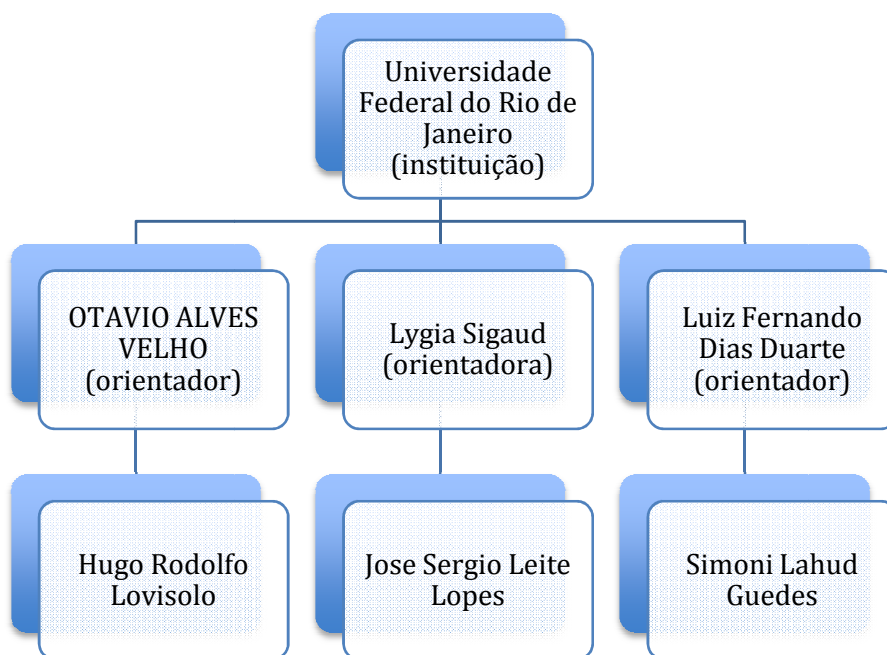 Universidade
Federal do Rio de
Janeiro
(instituição)
OTAVIO ALVES
VELHO
(orientador)
Lygia Sigaud
(orientadora)
Luiz Fernando
Dias Duarte
(orientador)
Hugo Rodolfo
Lovisolo
Jose Sergio Leite
Lopes
Simoni Lahud
Guedes